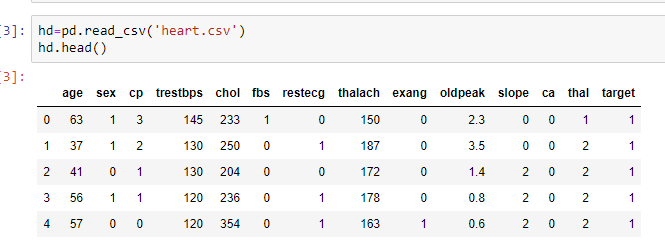 [3]: hd=pd.read_csv('heart.csv')
hd.head()
[3]:
age sex cp trestbps chol fbs restecg thalach exang oldpeak slope ca thal target
0 63 1 3 145 233 1 0 150 0 2.3 0 0 1 1
1 37 1 2 130 250 0 1 187 0 3.5 0 0 2 1
2 41 0 1 130 204 0 0 172 0 1.4 2 0 2 1
3 56 1 1 120 236 0 1 178 0 0.8 2 0 2 1
4 57 0 0 120 354 0 1 163 1 0.6 2 0 2 1